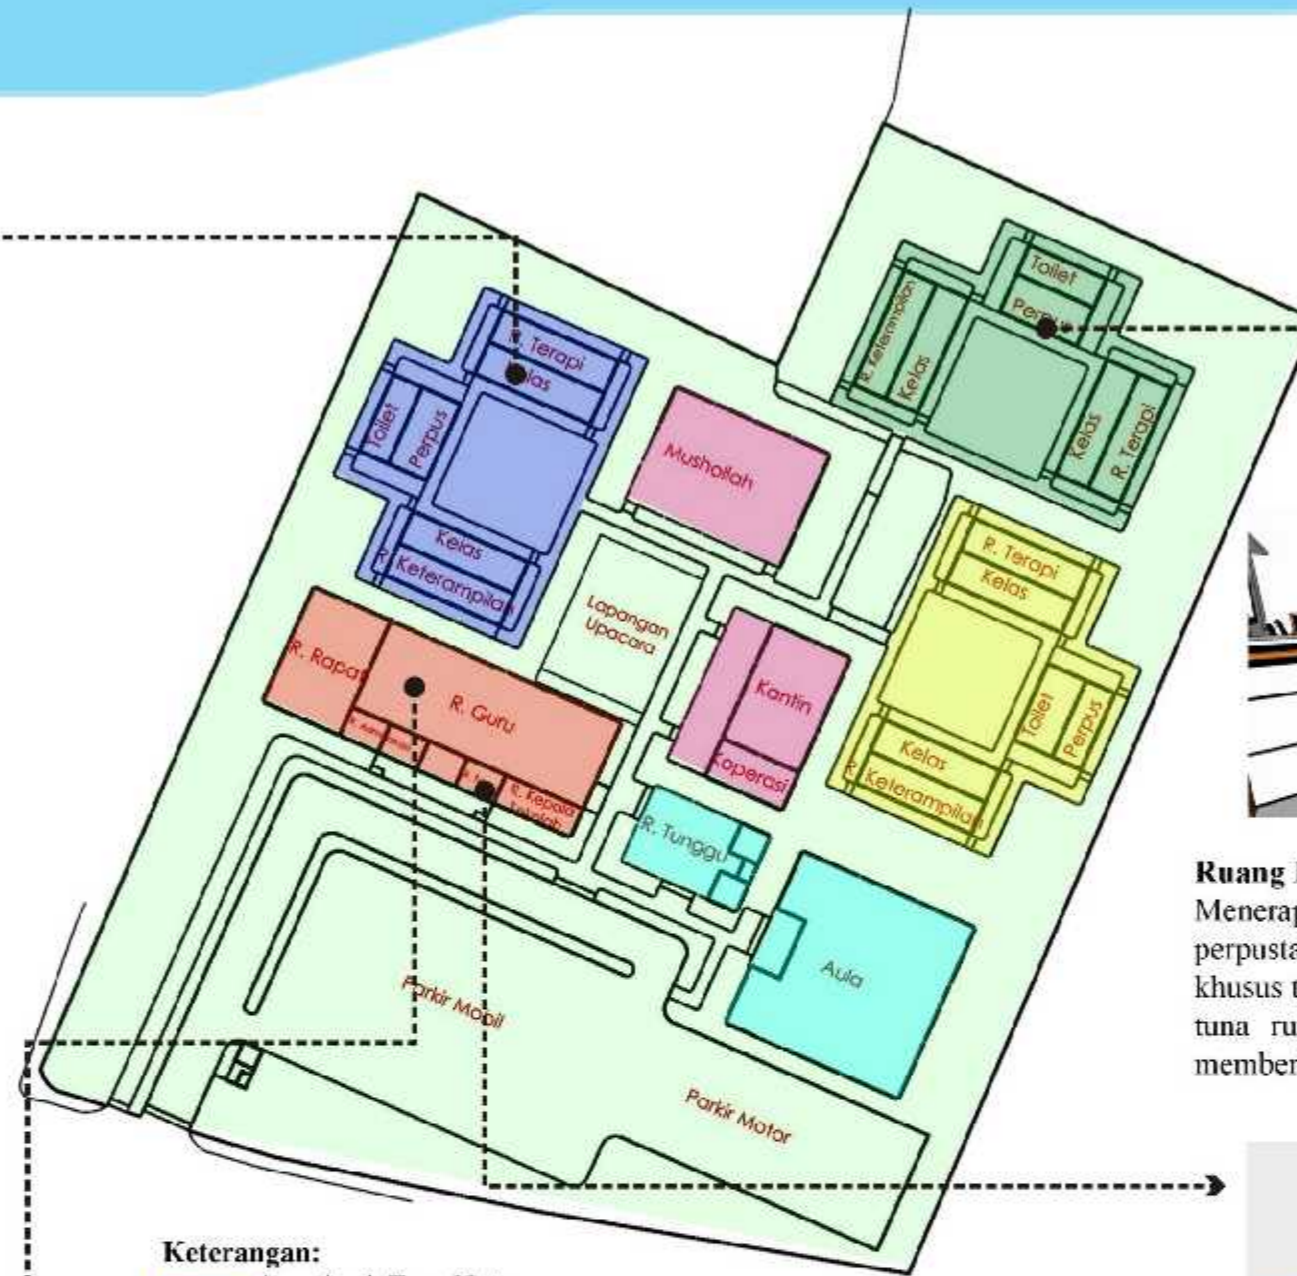 Toilet
Perpus
R. Keterampilan
Kelas
Kelas
R. Terapi
R. Terapi
Kelas
Toilet
Perpus
Kelas
R. Keterampilan
Mushollah
R. Terapi
Kelas
Toilet
Perpus
Kelas
R. Keterampilan
Lapangan
Upacara
R. Rapat
R. Guru
R. Kepala
Sekolah
Kantin
Koperasi
R. Tunggu
Aula
Parkir Mobil
Parkir Motor
Ruang
Menerap
perpusta
khusus t
tuna ru
member
Keterangan: